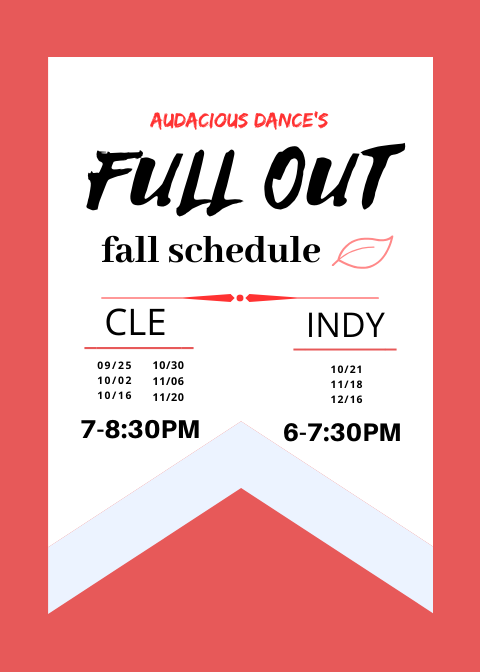 AUDACIOUS DANCE'S
FULL OUT
fall schedule
CLE
09/25 10/30
10/02 11/06
10/16 11/20
7-8:30PM
INDY
10/21
11/18
12/16
6-7:30PM